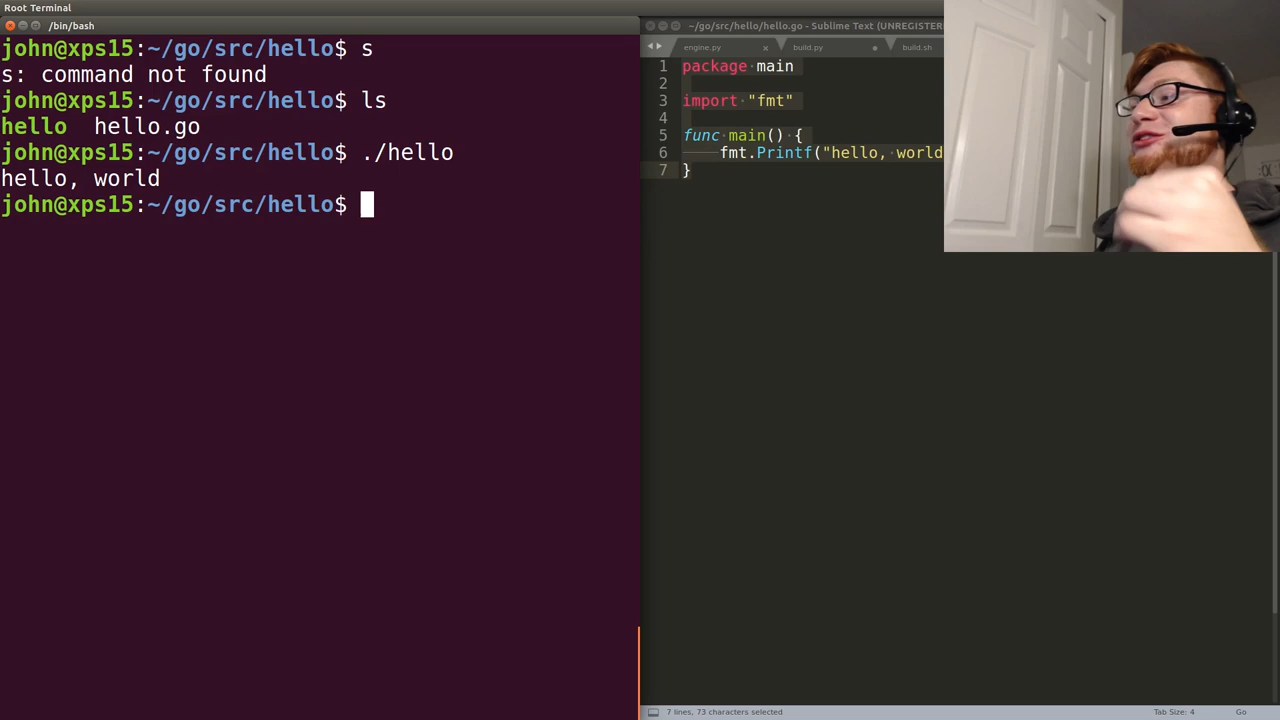 Root Terminal
/bin/bash
john@xps15:~/go/src/hello$ s
s: command not found
john@xps15:~/go/src/hello$ ls
hello  hello.go
john@xps15:~/go/src/hello$ ./hello
hello, world
john@xps15:~/go/src/hello$
~/go/src/hello/hello.go - Sublime Text (UNREGISTER
engine.py
build.py
build.sh
1 package main
2
3 import "fmt"
4
5 func main() {
6 fmt.Printf("hello, world
7 }
7 lines, 73 characters selected
Tab Size: 4
Go